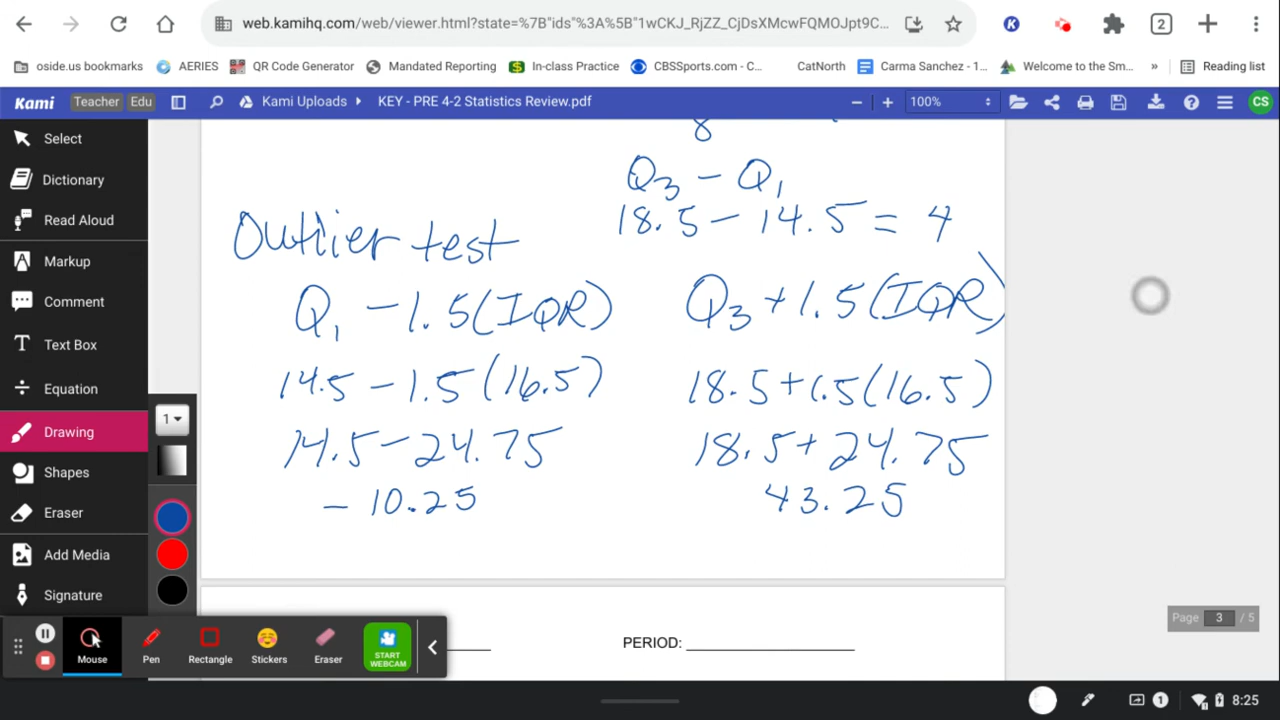 web.kamihq.com/web/viewer.html?state=%7B"ids"%3A%5B"1wCKJ_RjZZ_CjDsXMcwFQMOJpt9C...
2
oside.us bookmarks AERIES QR Code Generator Mandated Reporting In-class Practice CBSSports.com - C... CatNorth Carma Sanchez - 1... Welcome to the Sm... » Reading list
Kami Teacher Edu Kami Uploads KEY - PRE 4-2 Statistics Review.pdf 100% CS
Select
Dictionary
Read Aloud
Markup
Comment
Text Box
Equation
Drawing
Shapes
Eraser
Add Media
Signature
1
8
Q3 - Q1
18.5 - 14.5 = 4
Outlier test
Q1 - 1.5(IQR) Q3 + 1.5(IQR)
14.5 - 1.5(16.5) 18.5 + 1.5(16.5)
14.5 - 24.75 18.5 + 24.75
- 10.25 43.25
Page 3 / 5
PERIOD: ____________________
Mouse Pen Rectangle Stickers Eraser START WEBCAM
1 8:25